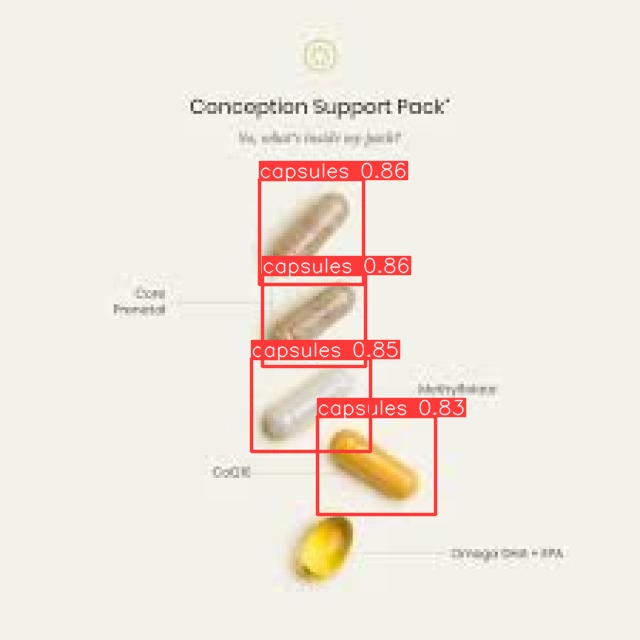 Conception Support Pack*
Yo, what's inside my pack?
capsules 0.86
capsules 0.86
Core
Prenatal
capsules 0.85
Methylfolate
capsules 0.83
CoQ10
Omega DHA + EPA